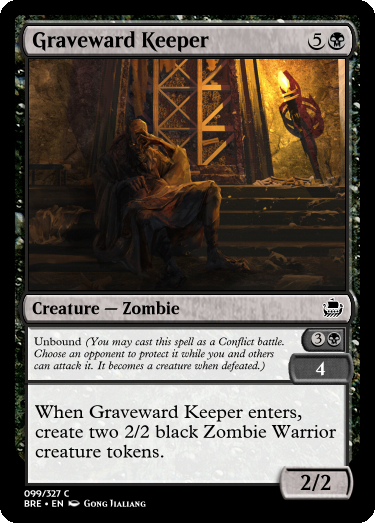 Graveward Keeper 5
Creature — Zombie
Unbound (You may cast this spell as a Conflict battle. 3
Choose an opponent to protect it while you and others
can attack it. It becomes a creature when defeated.)
4
When Graveward Keeper enters,
create two 2/2 black Zombie Warrior
creature tokens.
2/2
099/327 C
BRE • EN Gong Jialiang